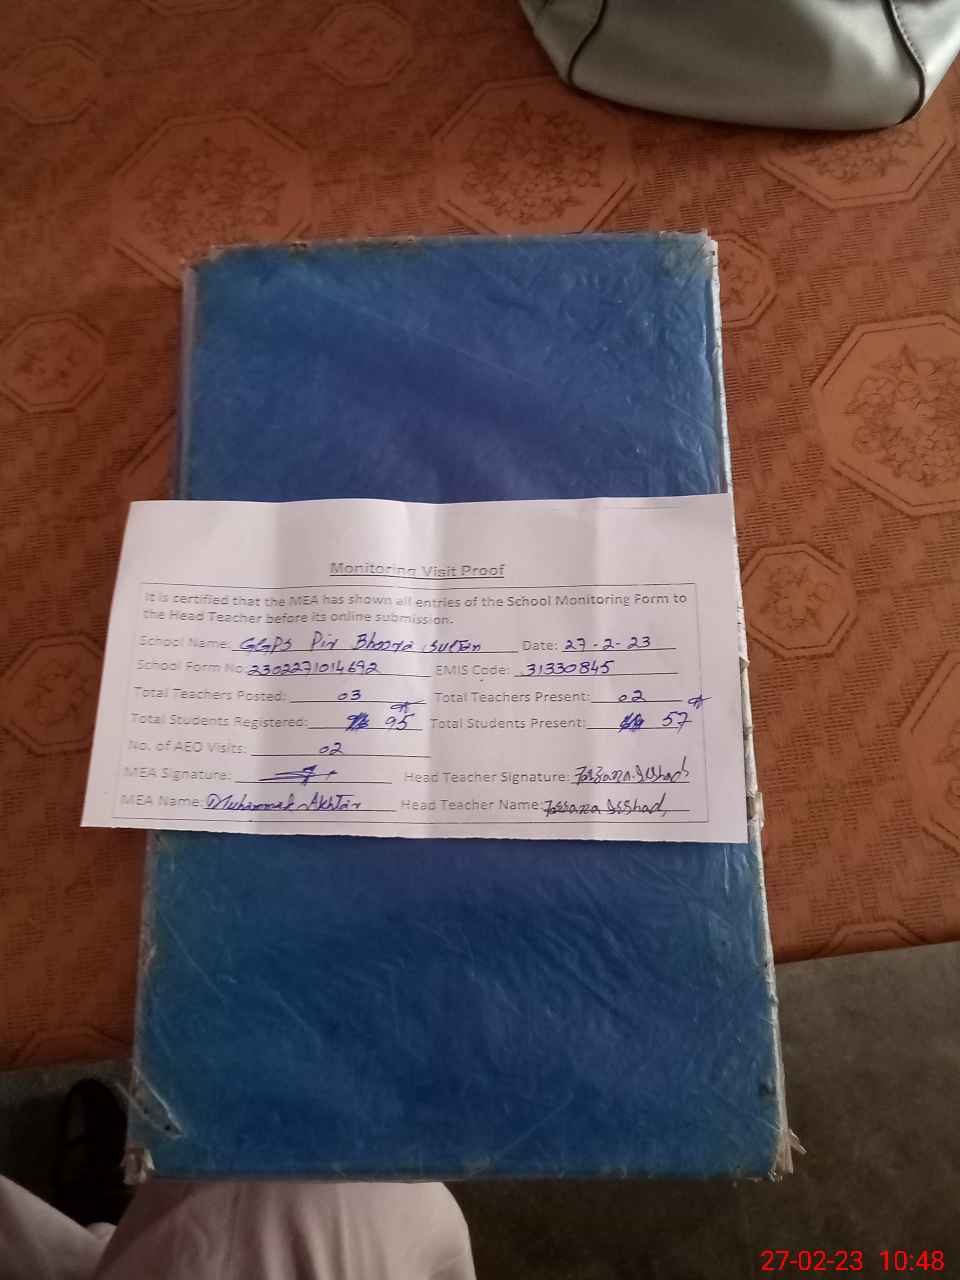 Monitoring Visit Proof
It is certified that the MEA has shown all entries of the School Monitoring Form to
the Head Teacher before its online submission.
School Name: GGPS Pir Bhoora Sultan Date: 27-2-23
School Form No: 2302271014692 EMIS Code: 31330845
Total Teachers Posted: 03 Total Teachers Present: 02
Total Students Registered: 95 Total Students Present: 57
No. of AEO Visits: 02
MEA Signature: Head Teacher Signature: Farzana Irshad
MEA Name: Muhammad Akhtar Head Teacher Name: Farzana Irshad
27-02-23 10:48